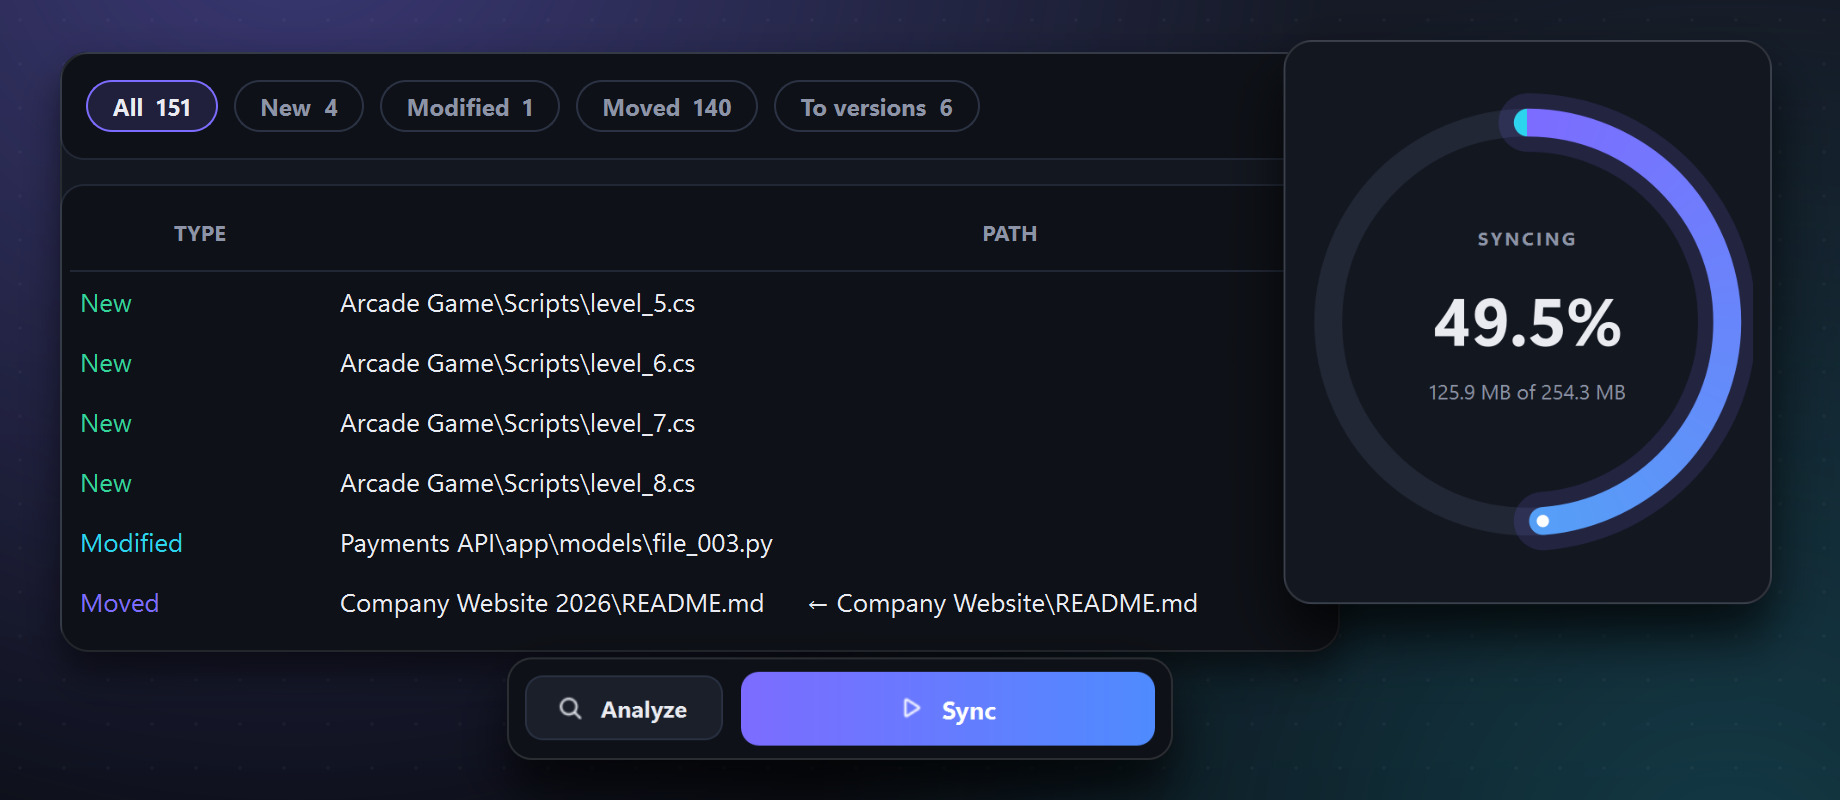 All 151 New 4 Modified 1 Moved 140 To versions 6
TYPE PATH
New Arcade Game\Scripts\level_5.cs
New Arcade Game\Scripts\level_6.cs
New Arcade Game\Scripts\level_7.cs
New Arcade Game\Scripts\level_8.cs
Modified Payments API\app\models\file_003.py
Moved Company Website 2026\README.md ← Company Website\README.md
SYNCING
49.5%
125.9 MB of 254.3 MB
Analyze Sync